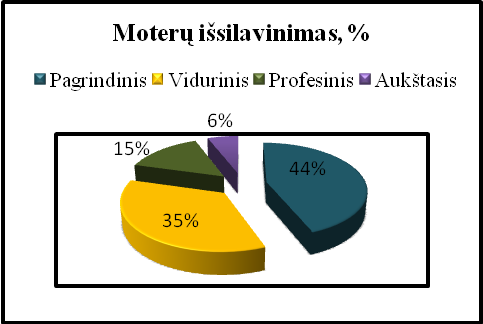 Moterų išsilavinimas, %
Pagrindinis Vidurinis Profesinis Aukštasis
6%
15%
44%
35%